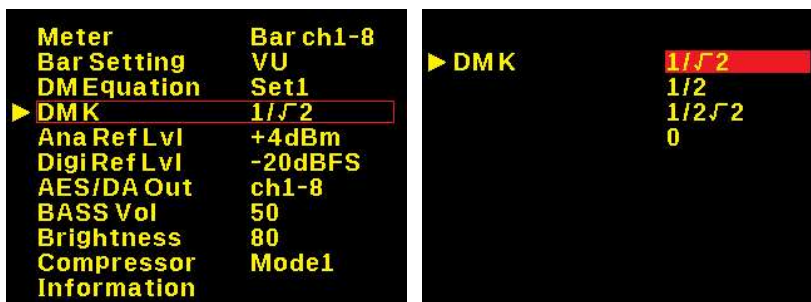 Meter Bar ch1-8
Bar Setting VU
DM Equation Set1
DM K 1/√2
Ana Ref Lvl +4dBm
Digi Ref Lvl -20dBFS
AES/DA Out ch1-8
BASS Vol 50
Brightness 80
Compressor Mode1
Information
DM K 1/√2
1/2
1/2√2
0